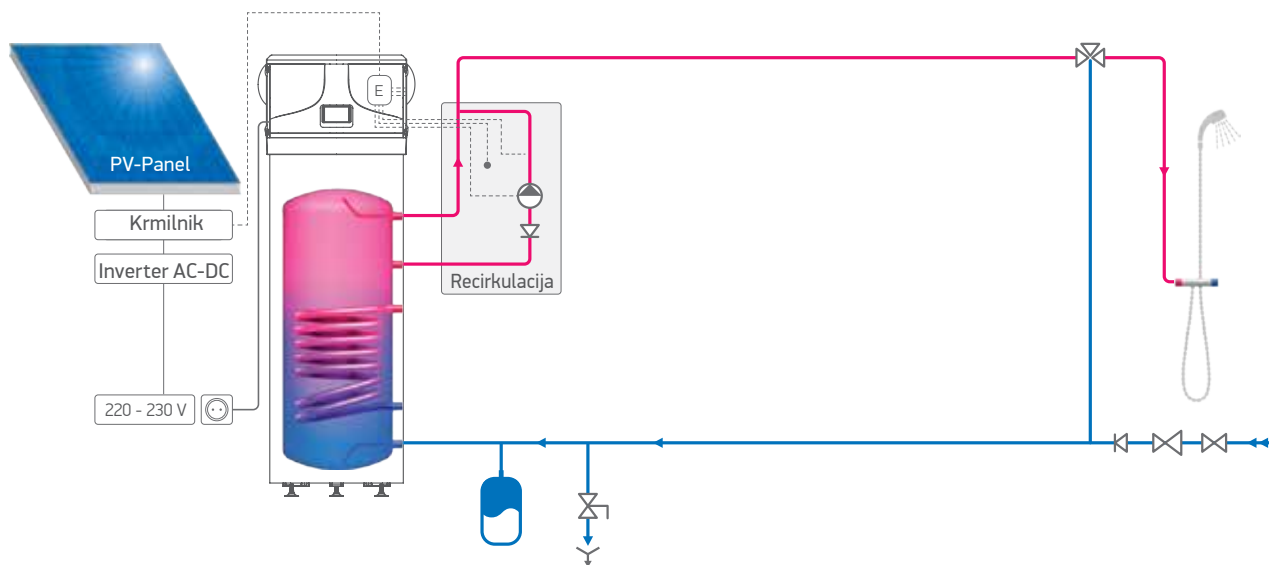 PV-Panel
Krmilnik
Inverter AC-DC
220 - 230 V
E
Recirkulacija